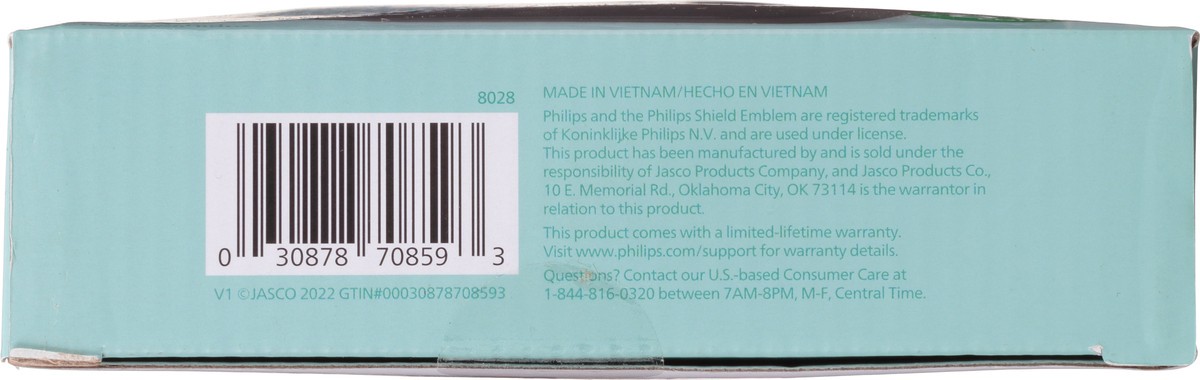 8028
0 30878 70859 3
V1 ©JASCO 2022 GTIN#00030878708593
MADE IN VIETNAM/HECHO EN VIETNAM
Philips and the Philips Shield Emblem are registered trademarks
of Koninklijke Philips N.V. and are used under license.
This product has been manufactured by and is sold under the
responsibility of Jasco Products Company, and Jasco Products Co.,
10 E. Memorial Rd., Oklahoma City, OK 73114 is the warrantor in
relation to this product.
This product comes with a limited-lifetime warranty.
Visit www.philips.com/support for warranty details.
Questions? Contact our U.S.-based Consumer Care at
1-844-816-0320 between 7AM-8PM, M-F, Central Time.